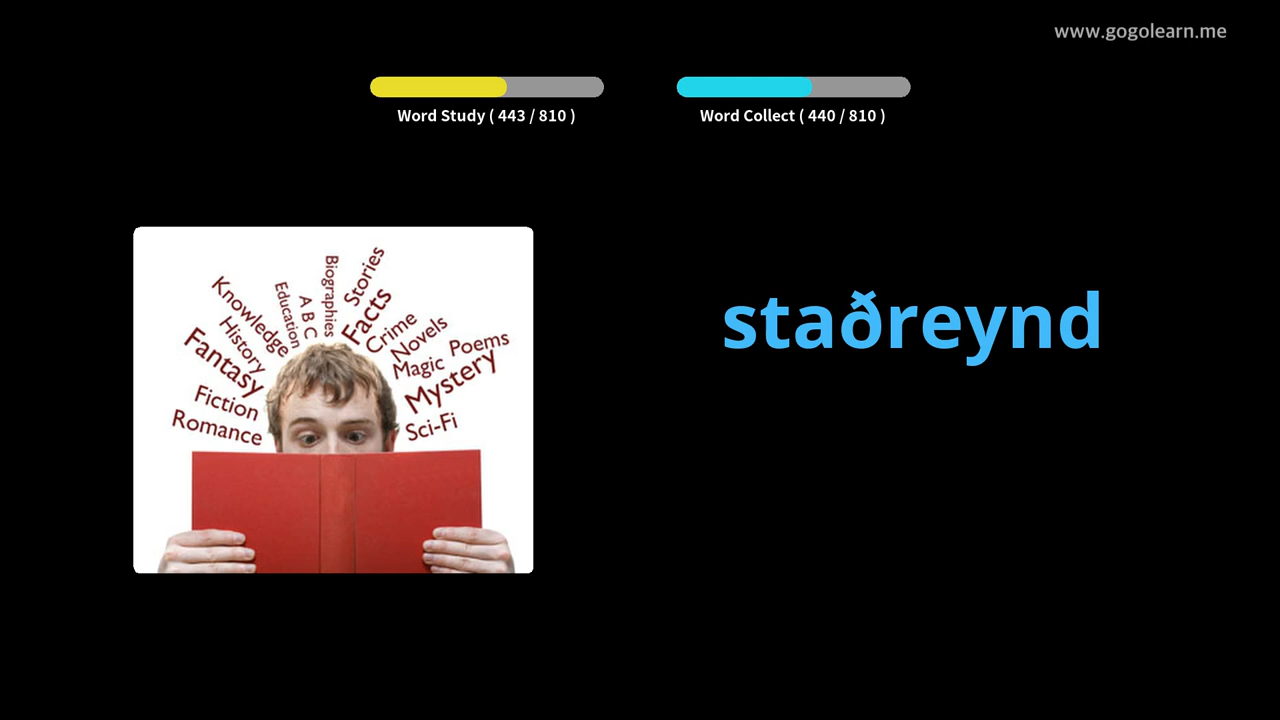 www.gogolearn.me
Word Study ( 443 / 810 )
Word Collect ( 440 / 810 )
Biographies
Stories
Education
A B C
Facts
Knowledge
Crime
History
Novels
Fantasy
Magic
Poems
Mystery
Fiction
Romance
Sci-Fi
staðreynd